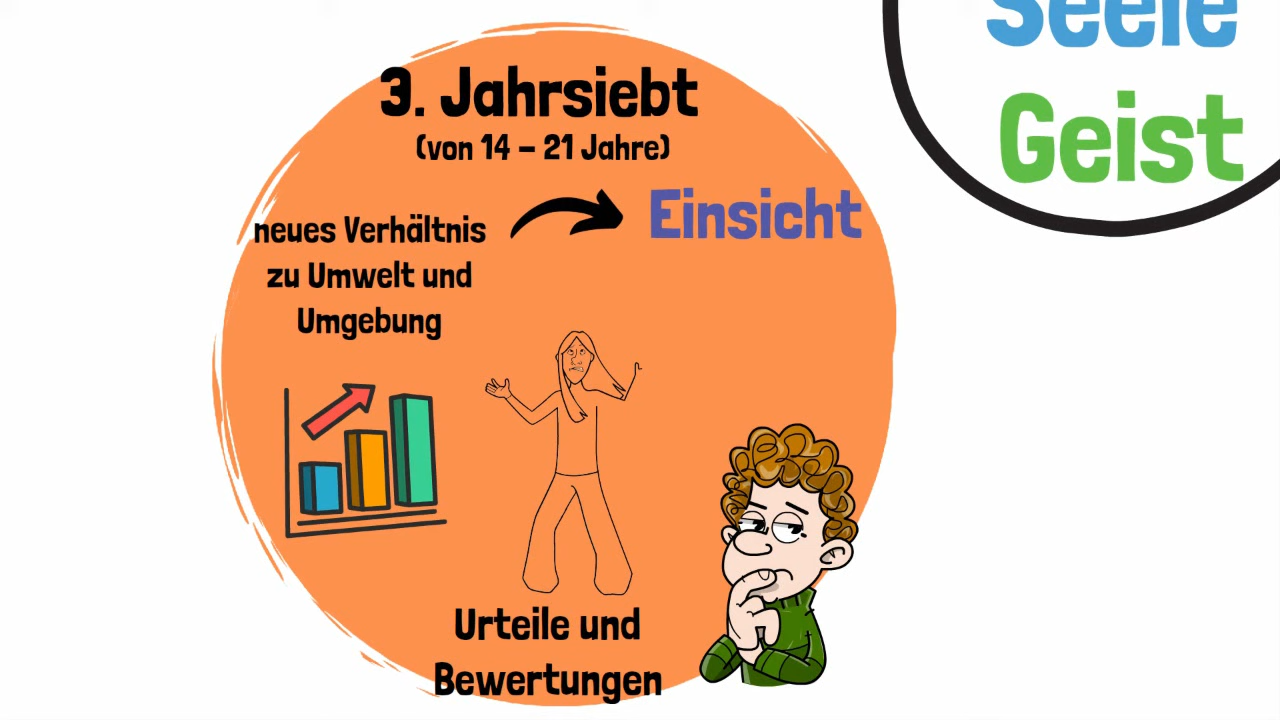 Seele
Geist
3. Jahrsiebt
(von 14 – 21 Jahre)
neues Verhältnis
zu Umwelt und
Umgebung
Einsicht
Urteile und
Bewertungen